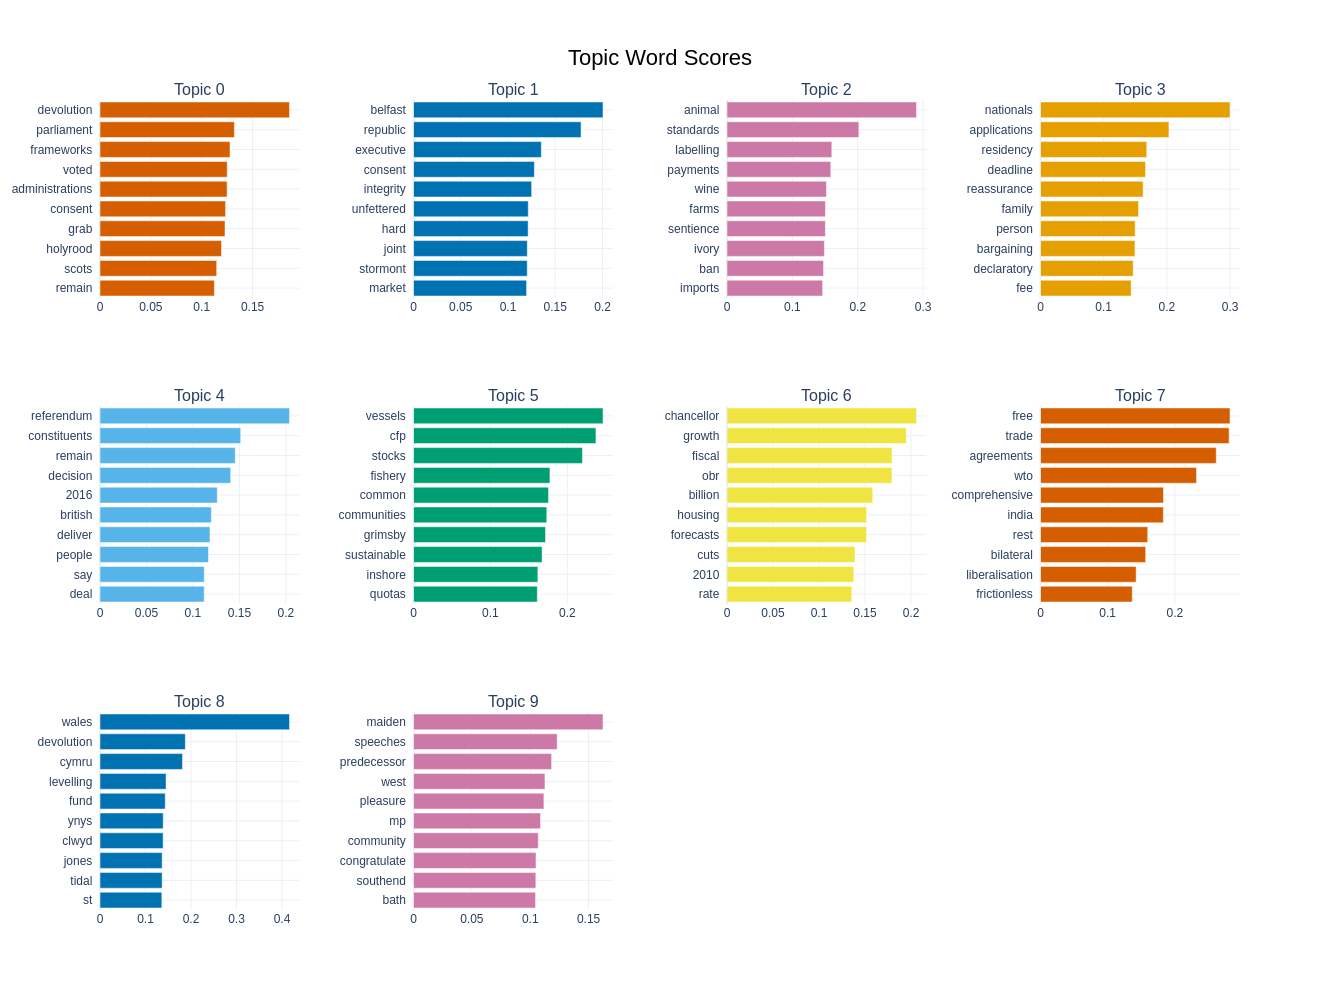 Topic Word Scores
Topic 0
devolution
parliament
frameworks
voted
administrations
consent
grab
holyrood
scots
remain
0 0.05 0.1 0.15
Topic 1
belfast
republic
executive
consent
integrity
unfettered
hard
joint
stormont
market
0 0.05 0.1 0.15 0.2
Topic 2
animal
standards
labelling
payments
wine
farms
sentience
ivory
ban
imports
0 0.1 0.2 0.3
Topic 3
nationals
applications
residency
deadline
reassurance
family
person
bargaining
declaratory
fee
0 0.1 0.2 0.3
Topic 4
referendum
constituents
remain
decision
2016
british
deliver
people
say
deal
0 0.05 0.1 0.15 0.2
Topic 5
vessels
cfp
stocks
fishery
common
communities
grimsby
sustainable
inshore
quotas
0 0.1 0.2
Topic 6
chancellor
growth
fiscal
obr
billion
housing
forecasts
cuts
2010
rate
0 0.05 0.1 0.15 0.2
Topic 7
free
trade
agreements
wto
comprehensive
india
rest
bilateral
liberalisation
frictionless
0 0.1 0.2
Topic 8
wales
devolution
cymru
levelling
fund
ynys
clwyd
jones
tidal
st
0 0.1 0.2 0.3 0.4
Topic 9
maiden
speeches
predecessor
west
pleasure
mp
community
congratulate
southend
bath
0 0.05 0.1 0.15